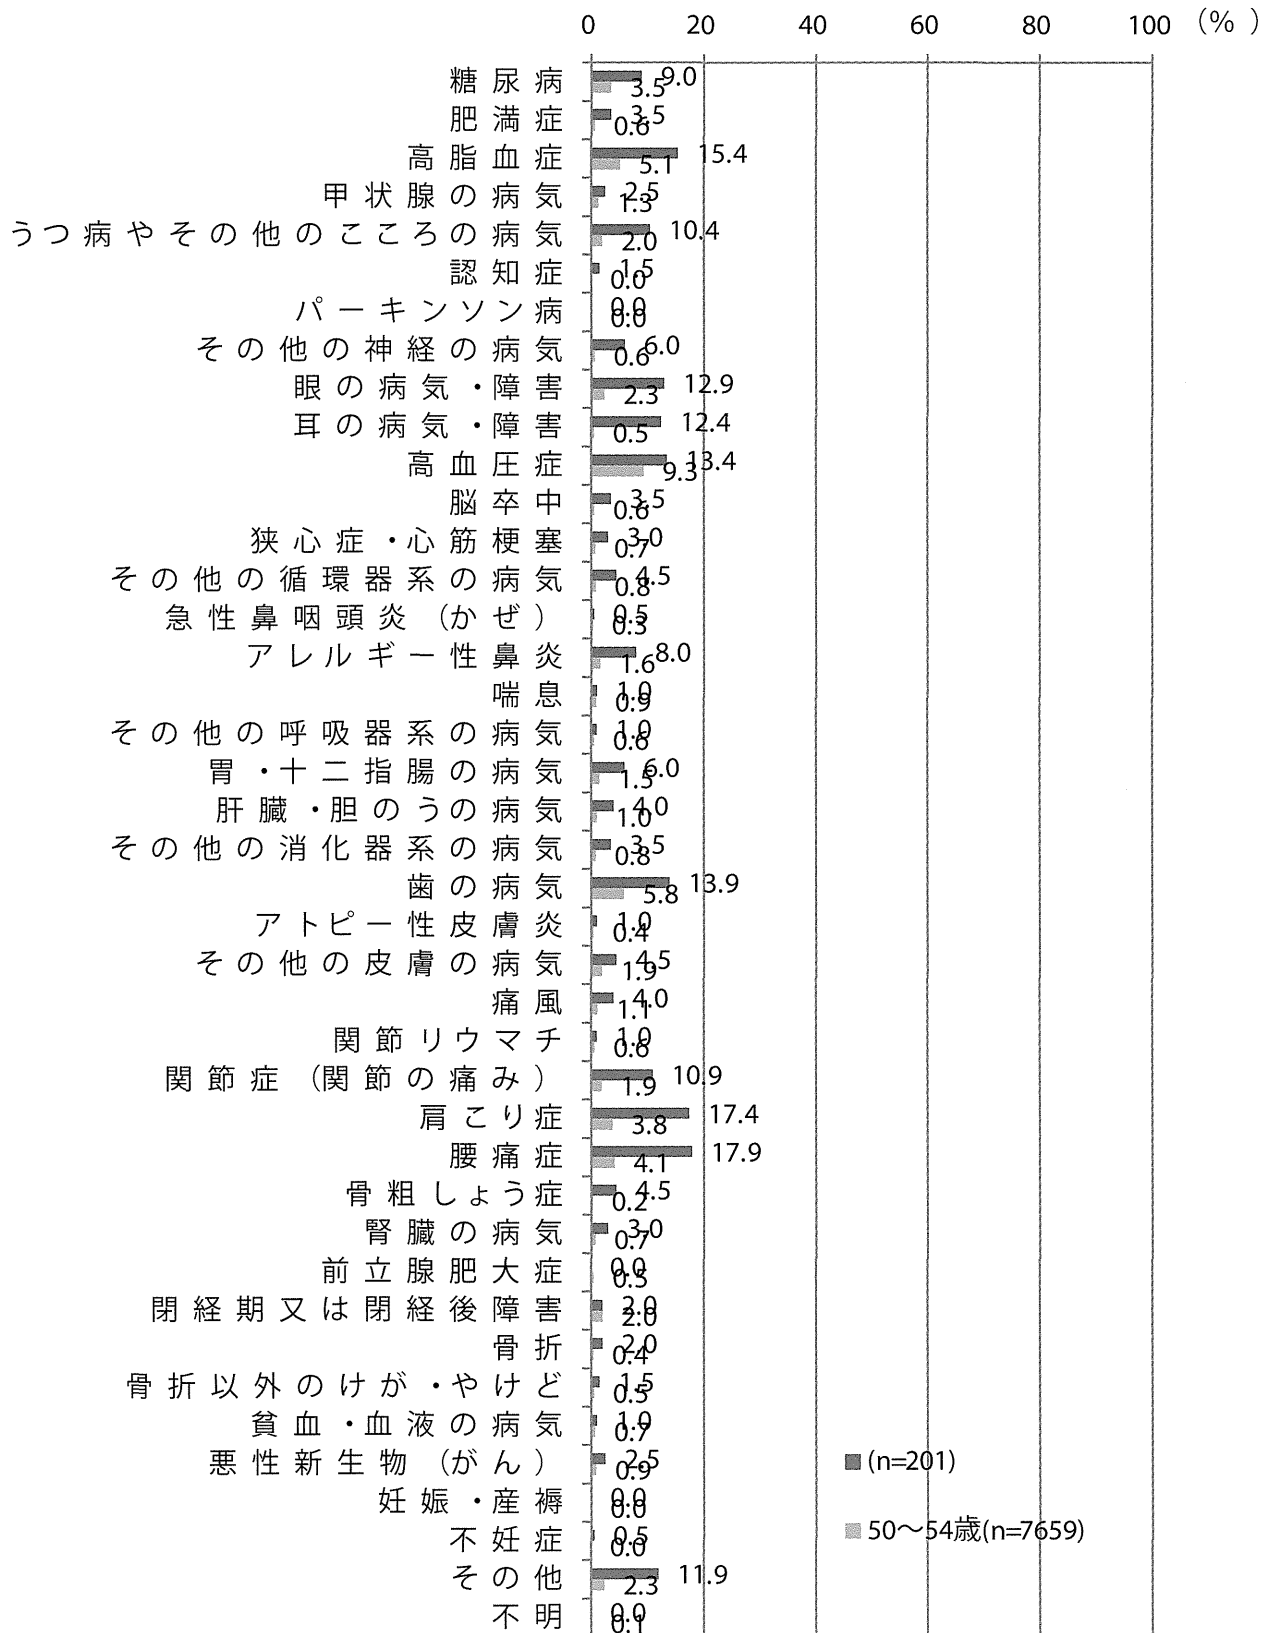 0 20 40 60 80 100 (％)
糖尿病 9.0 3.5
肥満症 3.5 0.6
高脂血症 15.4 5.1
甲状腺の病気 2.5 1.3
うつ病やその他のこころの病気 10.4 2.0
認知症 1.5 0.0
パーキンソン病 0.0 0.0
その他の神経の病気 6.0 0.6
眼の病気・障害 12.9 2.3
耳の病気・障害 12.4 0.5
高血圧症 13.4 9.3
脳卒中 3.5 0.6
狭心症・心筋梗塞 3.0 0.7
その他の循環器系の病気 4.5 0.8
急性鼻咽頭炎（かぜ） 0.5 0.3
アレルギー性鼻炎 8.0 1.6
喘息 1.0 0.9
その他の呼吸器系の病気 1.0 0.6
胃・十二指腸の病気 6.0 1.5
肝臓・胆のうの病気 4.0 1.0
その他の消化器系の病気 3.5 0.8
歯の病気 13.9 5.8
アトピー性皮膚炎 1.0 0.4
その他の皮膚の病気 4.5 1.9
痛風 4.0 1.1
関節リウマチ 1.0 0.6
関節症（関節の痛み） 10.9 1.9
肩こり症 17.4 3.8
腰痛症 17.9 4.1
骨粗しょう症 4.5 0.2
腎臓の病気 3.0 0.7
前立腺肥大症 0.0 0.5
閉経期又は閉経後障害 2.0 2.0
骨折 2.0 0.4
骨折以外のけが・やけど 1.5 0.5
貧血・血液の病気 1.0 0.7
悪性新生物（がん） 2.5 0.9
(n=201)
妊娠・産褥 0.0 0.0
不妊症 0.5 0.0
50～54歳(n=7659)
その他 11.9 2.3
不明 0.0 0.1